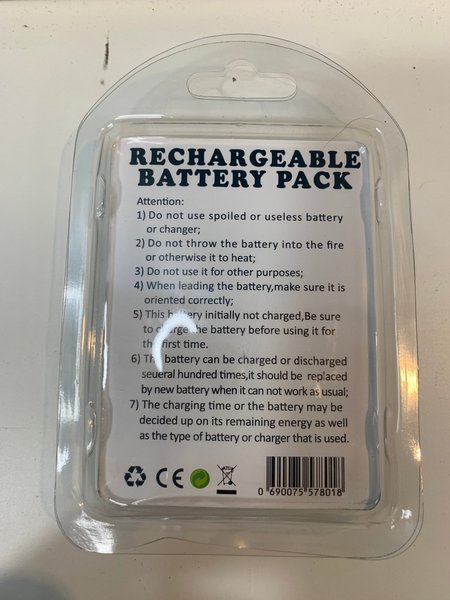 RECHARGEABLE
BATTERY PACK
Attention:
1) Do not use spoiled or useless battery
or changer;
2) Do not throw the battery into the fire
or otherwise it to heat;
3) Do not use it for other purposes;
4) When leading the battery,make sure it is
oriented correctly;
5) This battery initially not charged,Be sure
to charge the battery before using it for
the first time.
6) The battery can be charged or discharged
seueral hundred times,it should be replaced
by new battery when it can not work as usual;
7) The charging time or the battery may be
decided up on its remaining energy as well
as the type of battery or charger that is used.
CE
0 690075 578018